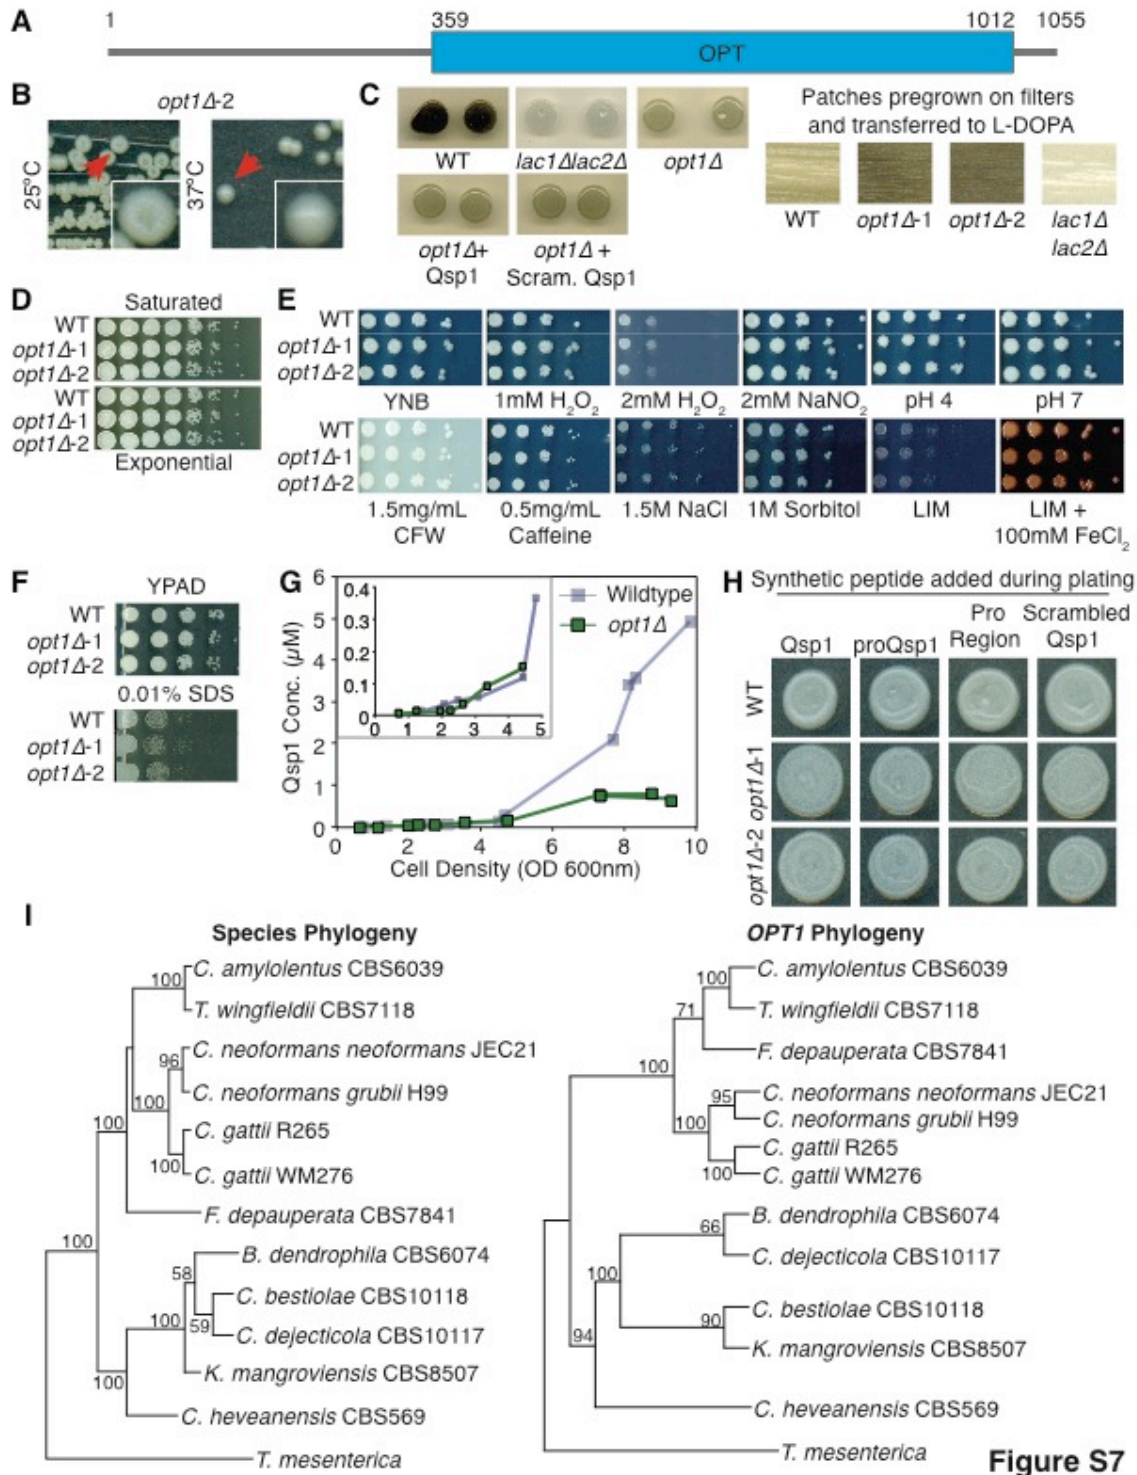 A
1
359
1012
1055
OPT
B
opt1Δ-2
25ºC
37ºC
C
WT
lac1Δlac2Δ
opt1Δ
opt1Δ+
Qsp1
opt1Δ +
Scram. Qsp1
Patches pregrown on filters
and transferred to L-DOPA
WT
opt1Δ-1
opt1Δ-2
lac1Δ
lac2Δ
D
Saturated
WT
opt1Δ-1
opt1Δ-2
WT
opt1Δ-1
opt1Δ-2
Exponential
E
WT
opt1Δ-1
opt1Δ-2
YNB
1mM H₂O₂
2mM H₂O₂
2mM NaNO₂
pH 4
pH 7
WT
opt1Δ-1
opt1Δ-2
1.5mg/mL
CFW
0.5mg/mL
Caffeine
1.5M NaCl
1M Sorbitol
LIM
LIM +
100mM FeCl₂
F
YPAD
WT
opt1Δ-1
opt1Δ-2
0.01% SDS
WT
opt1Δ-1
opt1Δ-2
G
Qsp1 Conc. (µM)
6
5
4
3
2
1
0
0.4
0.3
0.2
0.1
0
0 1 2 3 4 5
Wildtype
opt1Δ
0 2 4 6 8 10
Cell Density (OD 600nm)
H
Synthetic peptide added during plating
Qsp1
proQsp1
Pro
Region
Scrambled
Qsp1
WT
opt1Δ-1
opt1Δ-2
I
Species Phylogeny
100
C. amylolentus CBS6039
T. wingfieldii CBS7118
C. neoformans neoformans JEC21
96
C. neoformans grubii H99
100
100
C. gattii R265
100
C. gattii WM276
F. depauperata CBS7841
100
B. dendrophila CBS6074
58
C. bestiolae CBS10118
100
59
C. dejecticola CBS10117
K. mangroviensis CBS8507
100
C. heveanensis CBS569
T. mesenterica
OPT1 Phylogeny
C. amylolentus CBS6039
100
T. wingfieldii CBS7118
71
F. depauperata CBS7841
100
C. neoformans neoformans JEC21
95
C. neoformans grubii H99
100
C. gattii R265
100
C. gattii WM276
B. dendrophila CBS6074
66
C. dejecticola CBS10117
100
C. bestiolae CBS10118
90
94
K. mangroviensis CBS8507
C. heveanensis CBS569
T. mesenterica
Figure S7